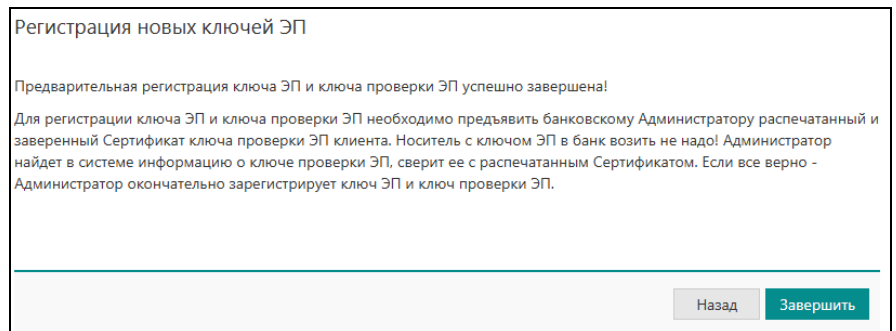 Регистрация новых ключей ЭП
Предварительная регистрация ключа ЭП и ключа проверки ЭП успешно завершена!
Для регистрации ключа ЭП и ключа проверки ЭП необходимо предъявить банковскому Администратору распечатанный и
заверенный Сертификат ключа проверки ЭП клиента. Носитель с ключом ЭП в банк возить не надо! Администратор
найдет в системе информацию о ключе проверки ЭП, сверит ее с распечатанным Сертификатом. Если все верно -
Администратор окончательно зарегистрирует ключ ЭП и ключ проверки ЭП.
Назад Завершить